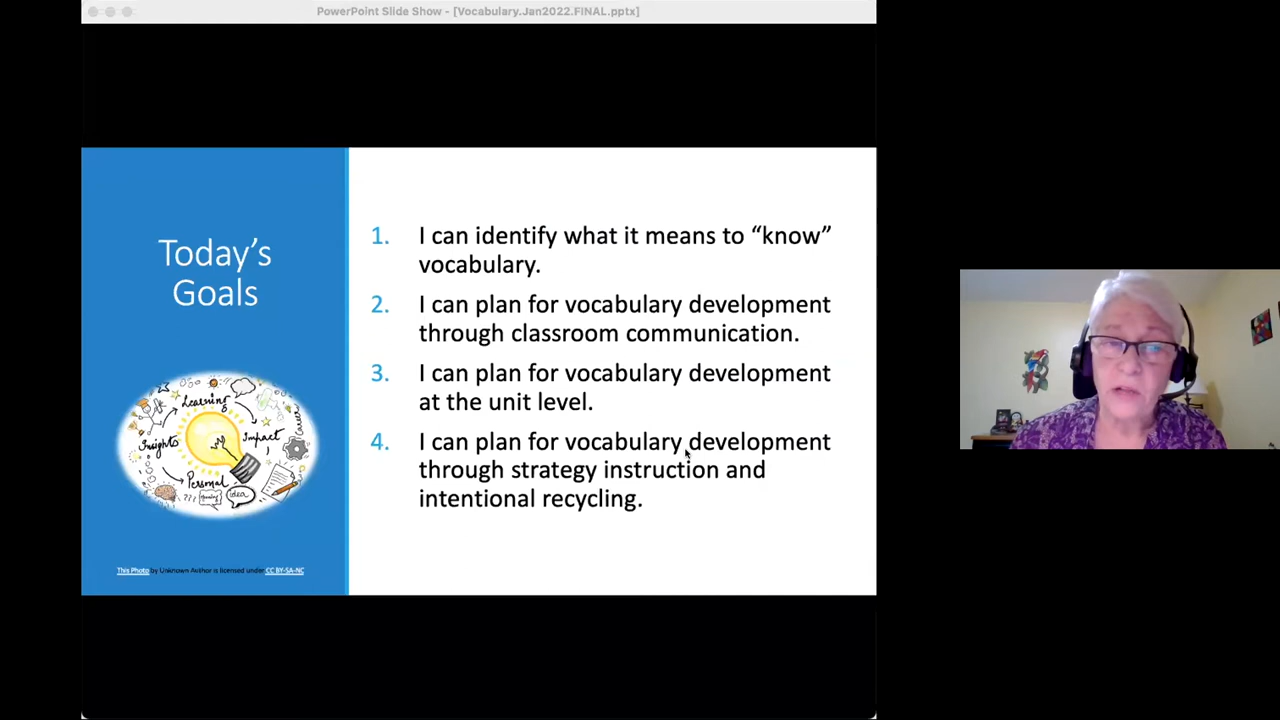 PowerPoint Slide Show - [Vocabulary.Jan2022.FINAL.pptx]
Today's
Goals
Learning
Insights
Impact
Personal
Career
???
idea
This Photo by Unknown Author is licensed under CC BY-SA-NC
1. I can identify what it means to “know”
vocabulary.
2. I can plan for vocabulary development
through classroom communication.
3. I can plan for vocabulary development
at the unit level.
4. I can plan for vocabulary development
through strategy instruction and
intentional recycling.